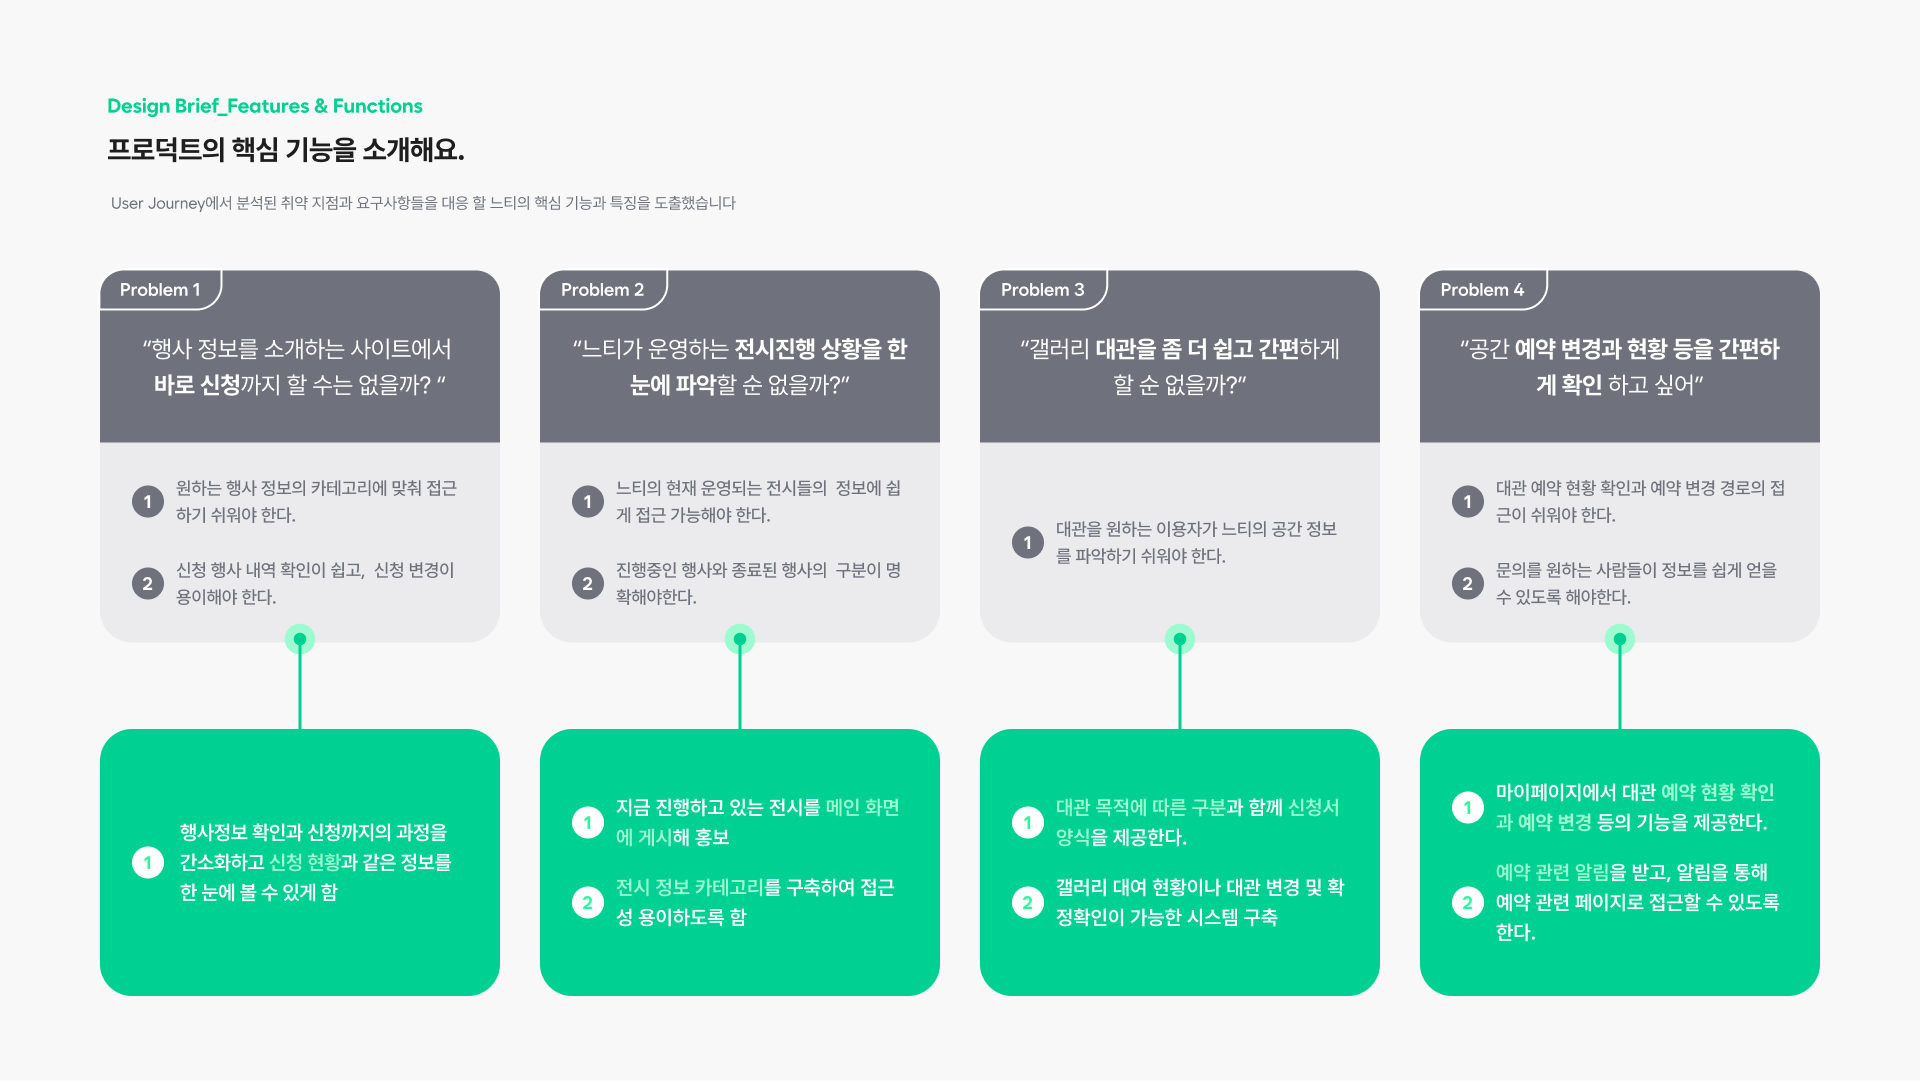 Design Brief_Features & Functions
프로덕트의 핵심 기능을 소개해요.
User Journey에서 분석된 취약 지점과 요구사항들을 대응 할 느티의 핵심 기능과 특징을 도출했습니다
Problem 1
“행사 정보를 소개하는 사이트에서
바로 신청까지 할 수는 없을까? “
1
원하는 행사 정보의 카테고리에 맞춰 접근
하기 쉬워야 한다.
2
신청 행사 내역 확인이 쉽고,  신청 변경이
용이해야 한다.
1
행사정보 확인과 신청까지의 과정을
간소화하고 신청 현황과 같은 정보를
한 눈에 볼 수 있게 함
Problem 2
“느티가 운영하는 전시진행 상황을 한
눈에 파악할 순 없을까?”
1
느티의 현재 운영되는 전시들의  정보에 쉽
게 접근 가능해야 한다.
2
진행중인 행사와 종료된 행사의  구분이 명
확해야한다.
1
지금 진행하고 있는 전시를 메인 화면
에 게시해 홍보
2
전시 정보 카테고리를 구축하여 접근
성 용이하도록 함
Problem 3
“갤러리 대관을 좀 더 쉽고 간편하게
할 순 없을까?”
1
대관을 원하는 이용자가 느티의 공간 정보
를 파악하기 쉬워야 한다.
1
대관 목적에 따른 구분과 함께 신청서
양식을 제공한다.
2
갤러리 대여 현황이나 대관 변경 및 확
정확인이 가능한 시스템 구축
Problem 4
“공간 예약 변경과 현황 등을 간편하
게 확인 하고 싶어”
1
대관 예약 현황 확인과 예약 변경 경로의 접
근이 쉬워야 한다.
2
문의를 원하는 사람들이 정보를 쉽게 얻을
수 있도록 해야한다.
1
마이페이지에서 대관 예약 현황 확인
과 예약 변경 등의 기능을 제공한다.
2
예약 관련 알림을 받고, 알림을 통해
예약 관련 페이지로 접근할 수 있도록
한다.